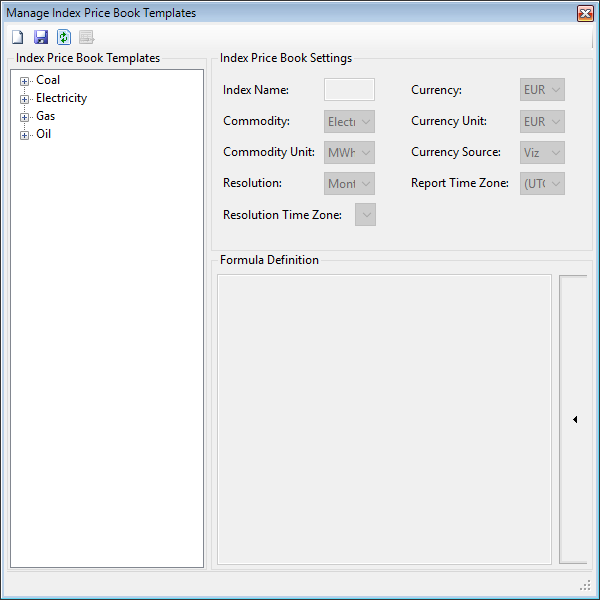 Manage Index Price Book Templates
Index Price Book Templates
Coal
Electricity
Gas
Oil
Index Price Book Settings
Index Name:
Currency: EUR
Commodity: Electr
Currency Unit: EUR
Commodity Unit: MWh
Currency Source: Viz
Resolution: Mont
Report Time Zone: (UTC
Resolution Time Zone:
Formula Definition